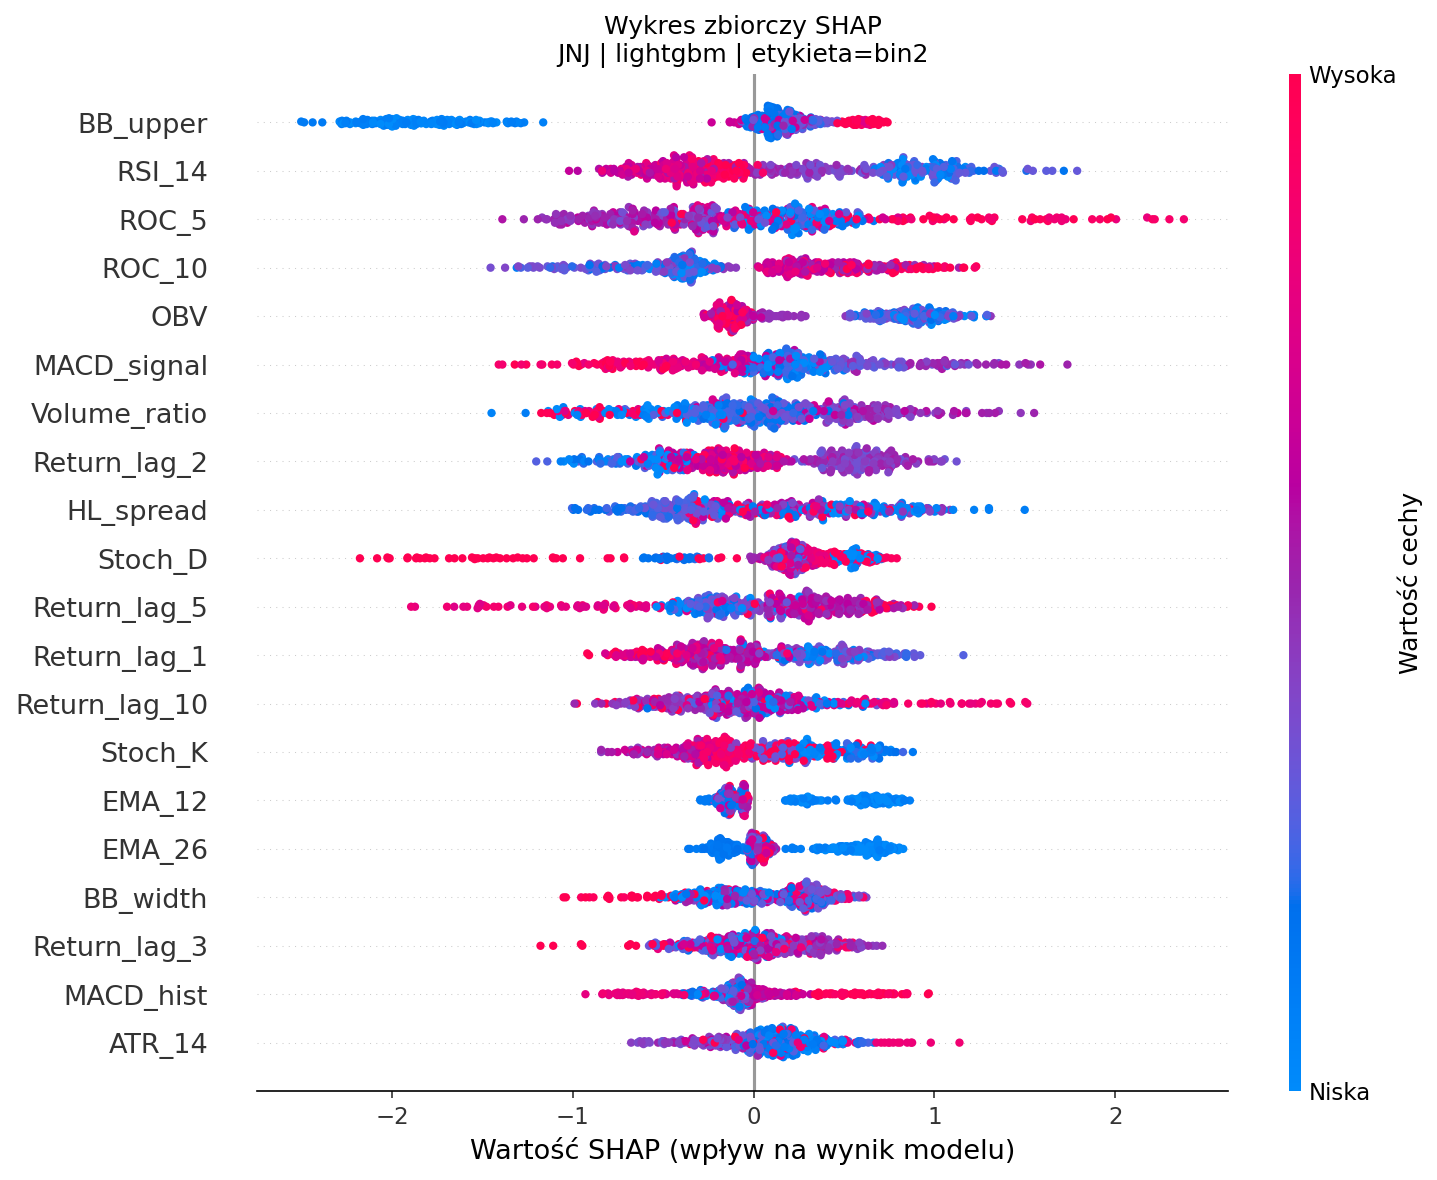 Wykres zbiorczy SHAP
JNJ | lightgbm | etykieta=bin2
Wysoka
BB_upper
RSI_14
ROC_5
ROC_10
OBV
MACD_signal
Volume_ratio
Return_lag_2
HL_spread
Stoch_D
Return_lag_5
Return_lag_1
Return_lag_10
Stoch_K
EMA_12
EMA_26
BB_width
Return_lag_3
MACD_hist
ATR_14
Wartość cechy
Niska
−2 −1 0 1 2
Wartość SHAP (wpływ na wynik modelu)